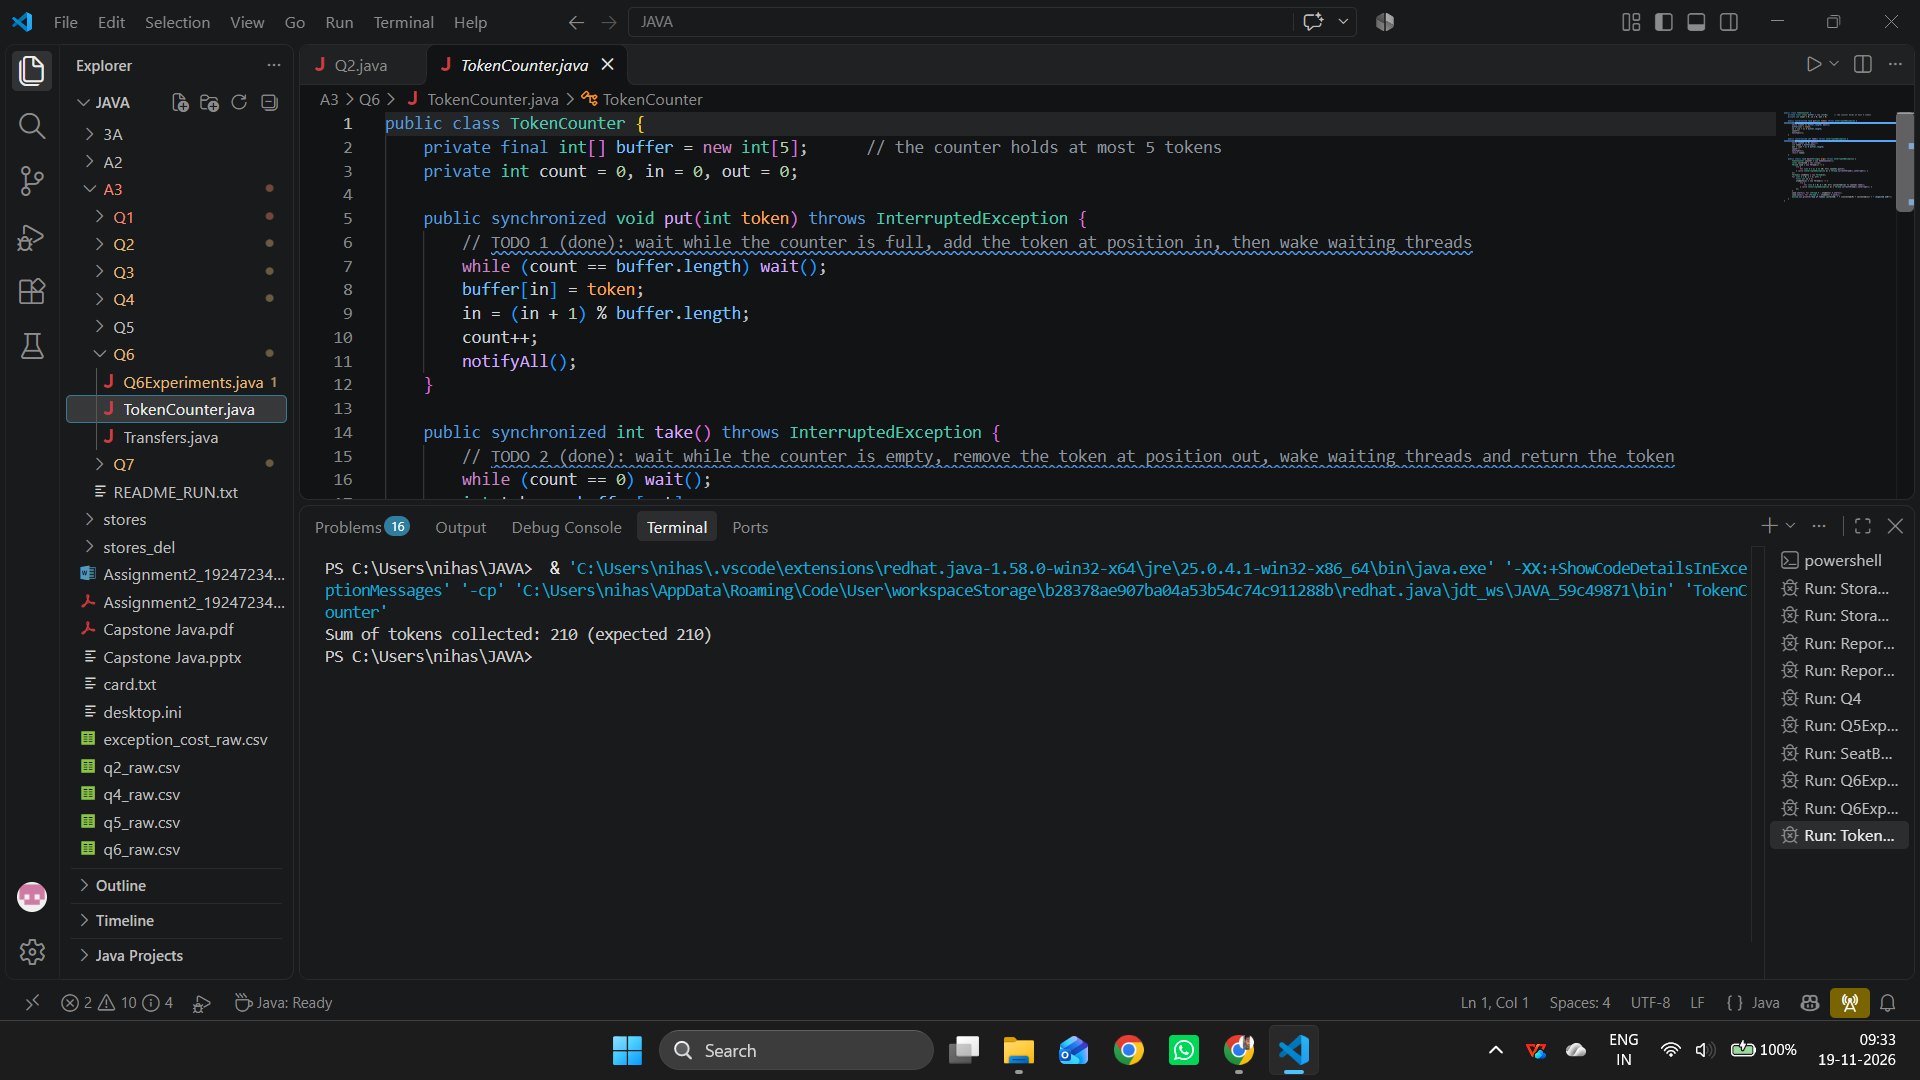 File Edit Selection View Go Run Terminal Help
JAVA
Explorer
JAVA
3A
A2
A3
Q1
Q2
Q3
Q4
Q5
Q6
Q6Experiments.java 1
TokenCounter.java
Transfers.java
Q7
README_RUN.txt
stores
stores_del
Assignment2_19247234...
Assignment2_19247234...
Capstone Java.pdf
Capstone Java.pptx
card.txt
desktop.ini
exception_cost_raw.csv
q2_raw.csv
q4_raw.csv
q5_raw.csv
q6_raw.csv
Outline
Timeline
Java Projects
Q2.java TokenCounter.java
A3 > Q6 > TokenCounter.java > TokenCounter
1 public class TokenCounter {
2 private final int[] buffer = new int[5]; // the counter holds at most 5 tokens
3 private int count = 0, in = 0, out = 0;
4
5 public synchronized void put(int token) throws InterruptedException {
6 // TODO 1 (done): wait while the counter is full, add the token at position in, then wake waiting threads
7 while (count == buffer.length) wait();
8 buffer[in] = token;
9 in = (in + 1) % buffer.length;
10 count++;
11 notifyAll();
12 }
13
14 public synchronized int take() throws InterruptedException {
15 // TODO 2 (done): wait while the counter is empty, remove the token at position out, wake waiting threads and return the token
16 while (count == 0) wait();
Problems 16 Output Debug Console Terminal Ports
PS C:\Users\nihas\JAVA> & 'C:\Users\nihas\.vscode\extensions\redhat.java-1.58.0-win32-x64\jre\25.0.4.1-win32-x86_64\bin\java.exe' '-XX:+ShowCodeDetailsInExce
ptionMessages' '-cp' 'C:\Users\nihas\AppData\Roaming\Code\User\workspaceStorage\b28378ae907ba04a53b54c74c911288b\redhat.java\jdt_ws\JAVA_59c49871\bin' 'TokenC
ounter'
Sum of tokens collected: 210 (expected 210)
PS C:\Users\nihas\JAVA>
powershell
Run: Stora...
Run: Stora...
Run: Repor...
Run: Repor...
Run: Q4
Run: Q5Exp...
Run: SeatB...
Run: Q6Exp...
Run: Q6Exp...
Run: Token...
2 10 4 Java: Ready
Ln 1, Col 1 Spaces: 4 UTF-8 LF { } Java
Search
ENG
IN
100%
09:33
19-11-2026